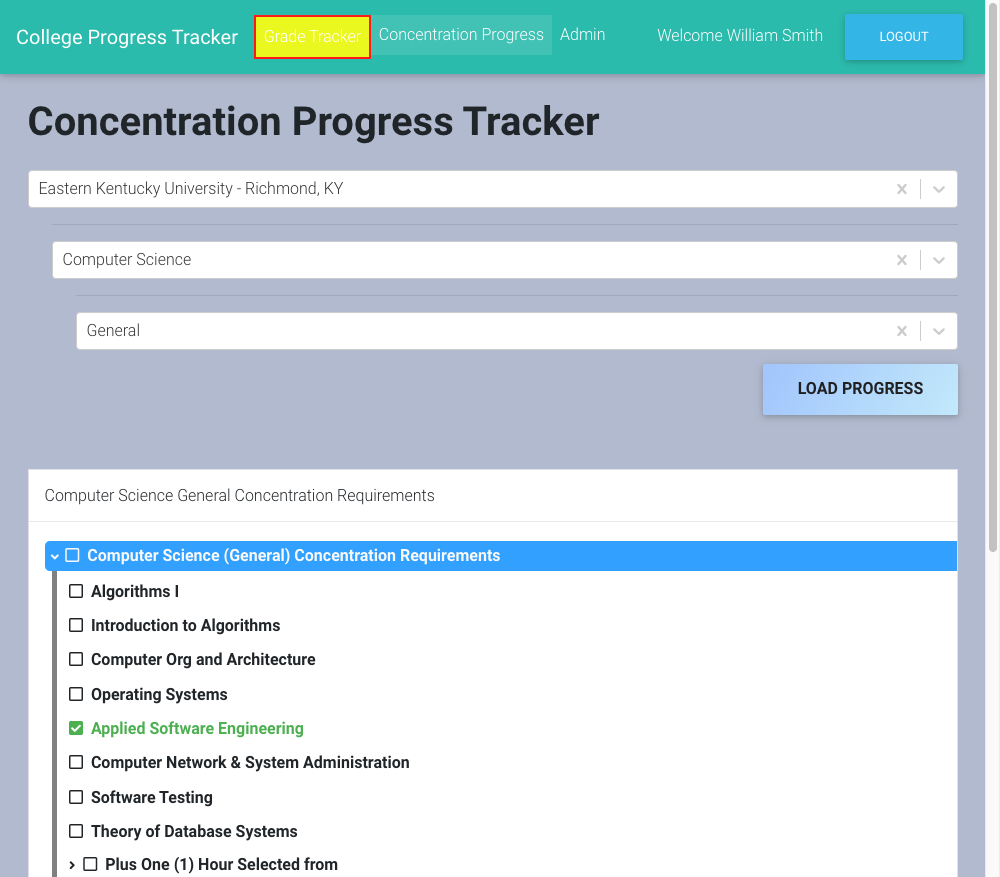 College Progress Tracker Grade Tracker Concentration Progress Admin Welcome William Smith LOGOUT
Concentration Progress Tracker
Eastern Kentucky University - Richmond, KY
Computer Science
General
LOAD PROGRESS
Computer Science General Concentration Requirements
Computer Science (General) Concentration Requirements
Algorithms I
Introduction to Algorithms
Computer Org and Architecture
Operating Systems
Applied Software Engineering
Computer Network & System Administration
Software Testing
Theory of Database Systems
Plus One (1) Hour Selected from